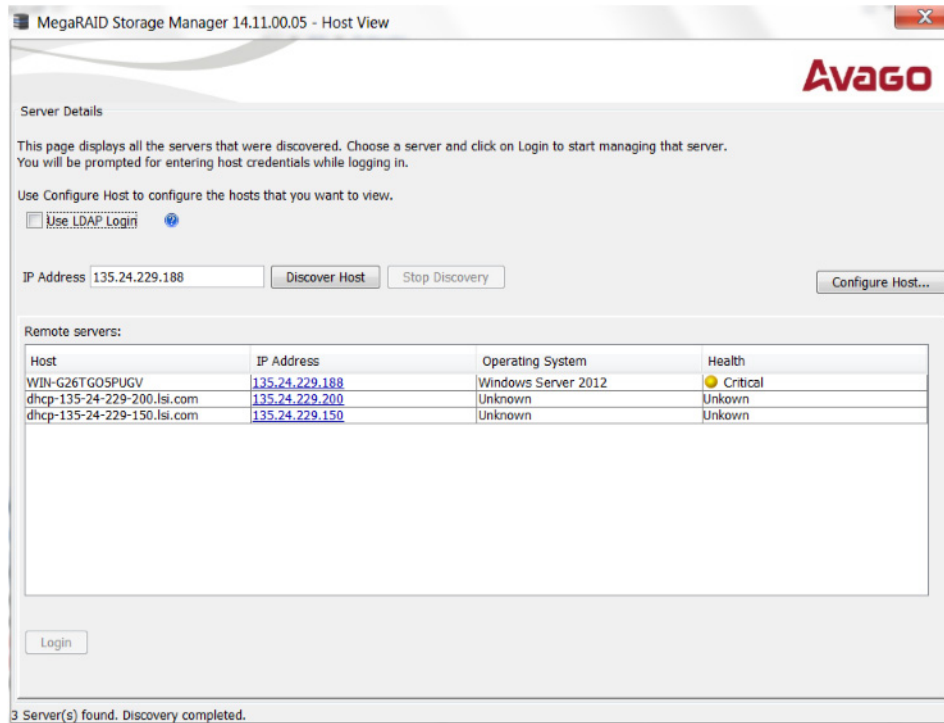 MegaRAID Storage Manager 14.11.00.05 - Host View
AVAGO
Server Details
This page displays all the servers that were discovered. Choose a server and click on Login to start managing that server.
You will be prompted for entering host credentials while logging in.
Use Configure Host to configure the hosts that you want to view.
Use LDAP Login
IP Address 135.24.229.188 Discover Host Stop Discovery Configure Host...
Remote servers:
Host IP Address Operating System Health
WIN-G26TGO5PUGV 135.24.229.188 Windows Server 2012 Critical
dhcp-135-24-229-200.lsi.com 135.24.229.200 Unknown Unkown
dhcp-135-24-229-150.lsi.com 135.24.229.150 Unknown Unkown
Login
3 Server(s) found. Discovery completed.